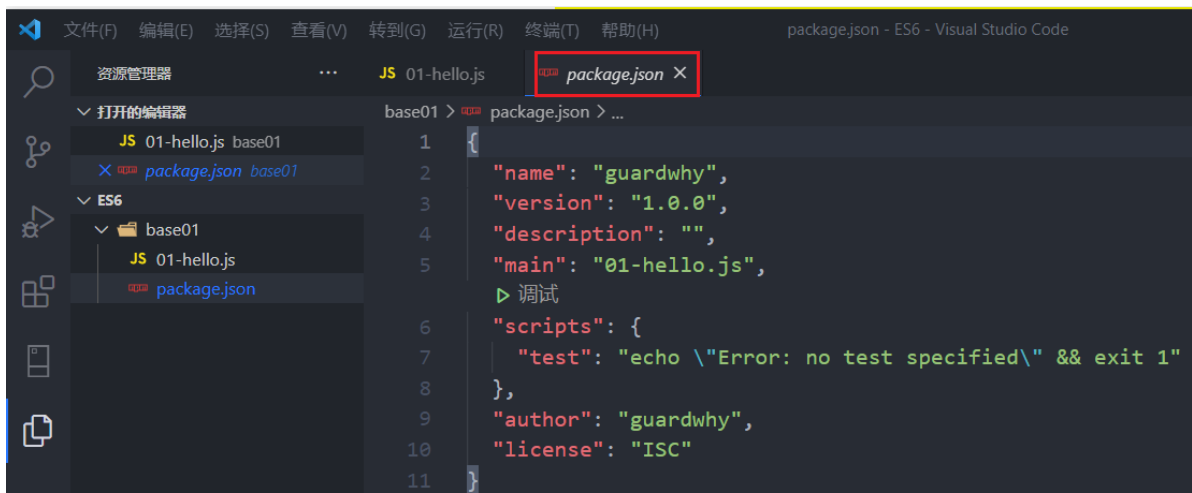 文件(F) 编辑(E) 选择(S) 查看(V) 转到(G) 运行(R) 终端(T) 帮助(H) package.json - ES6 - Visual Studio Code
资源管理器 ···
打开的编辑器
JS 01-hello.js base01
package.json base01
ES6
base01
JS 01-hello.js
package.json
JS 01-hello.js package.json
base01 > package.json > ...
1 {
2 "name": "guardwhy",
3 "version": "1.0.0",
4 "description": "",
5 "main": "01-hello.js",
调试
6 "scripts": {
7 "test": "echo \"Error: no test specified\" && exit 1"
8 },
9 "author": "guardwhy",
10 "license": "ISC"
11 }